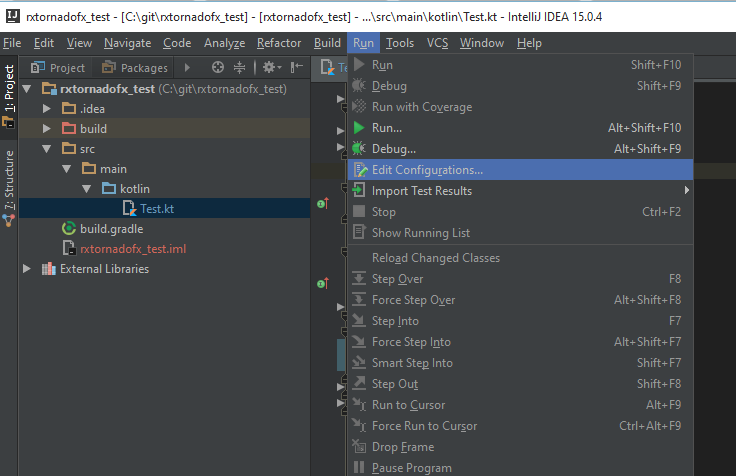 rxtornadofx_test - [C:\git\rxtornadofx_test] - [rxtornadofx_test] - ...\src\main\kotlin\Test.kt - IntelliJ IDEA 15.0.4
File Edit View Navigate Code Analyze Refactor Build Run Tools VCS Window Help
1: Project
7: Structure
Project Packages
rxtornadofx_test (C:\git\rxtornadofx_test)
.idea
build
src
main
kotlin
Test.kt
build.gradle
rxtornadofx_test.iml
External Libraries
Run Shift+F10
Debug Shift+F9
Run with Coverage
Run... Alt+Shift+F10
Debug... Alt+Shift+F9
Edit Configurations...
Import Test Results
Stop Ctrl+F2
Show Running List
Reload Changed Classes
Step Over F8
Force Step Over Alt+Shift+F8
Step Into F7
Force Step Into Alt+Shift+F7
Smart Step Into Shift+F7
Step Out Shift+F8
Run to Cursor Alt+F9
Force Run to Cursor Ctrl+Alt+F9
Drop Frame
Pause Program